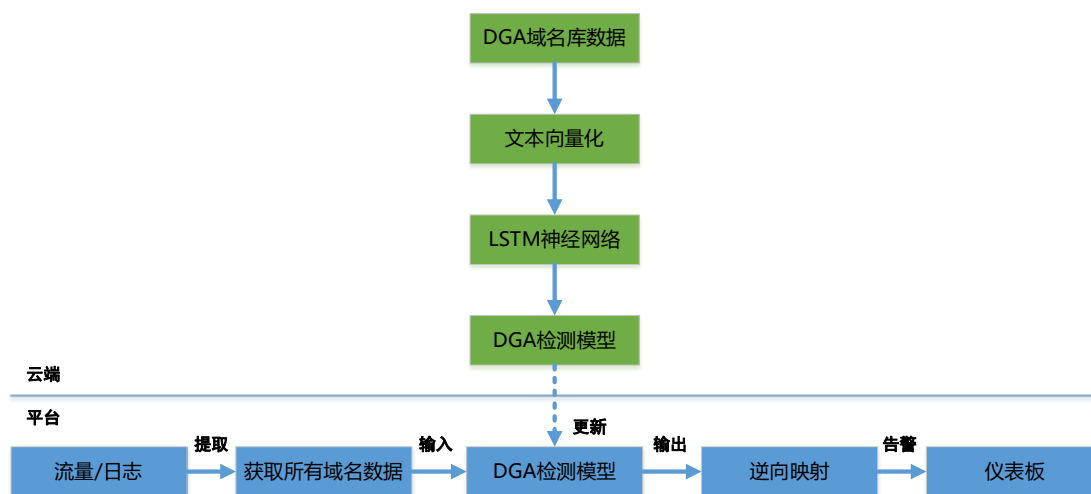 DGA域名库数据
文本向量化
LSTM神经网络
DGA检测模型
云端
平台
更新
提取
输入
输出
告警
流量/日志
获取所有域名数据
DGA检测模型
逆向映射
仪表板